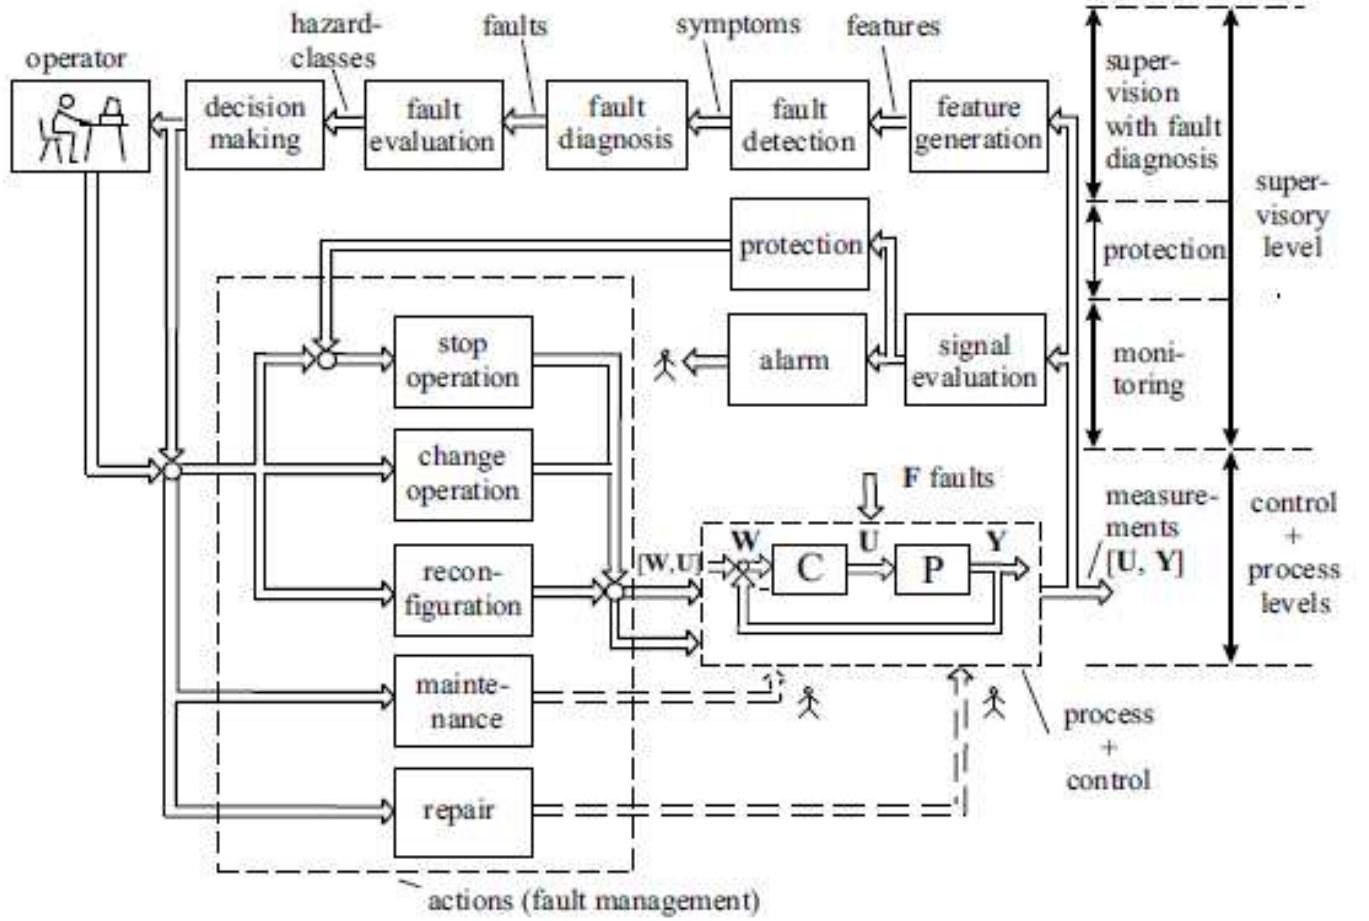 operator
hazard-
classes
faults
symptoms
features
decision
making
fault
evaluation
fault
diagnosis
fault
detection
feature
generation
super-
vision
with fault
diagnosis
super-
visory
level
protection
protection
stop
operation
alarm
signal
evaluation
moni-
toring
change
operation
F faults
measure-
ments
[U, Y]
control
+
process
levels
[W,U]
W
C
U
P
Y
recon-
figuration
mainte-
nance
process
+
control
repair
actions (fault management)